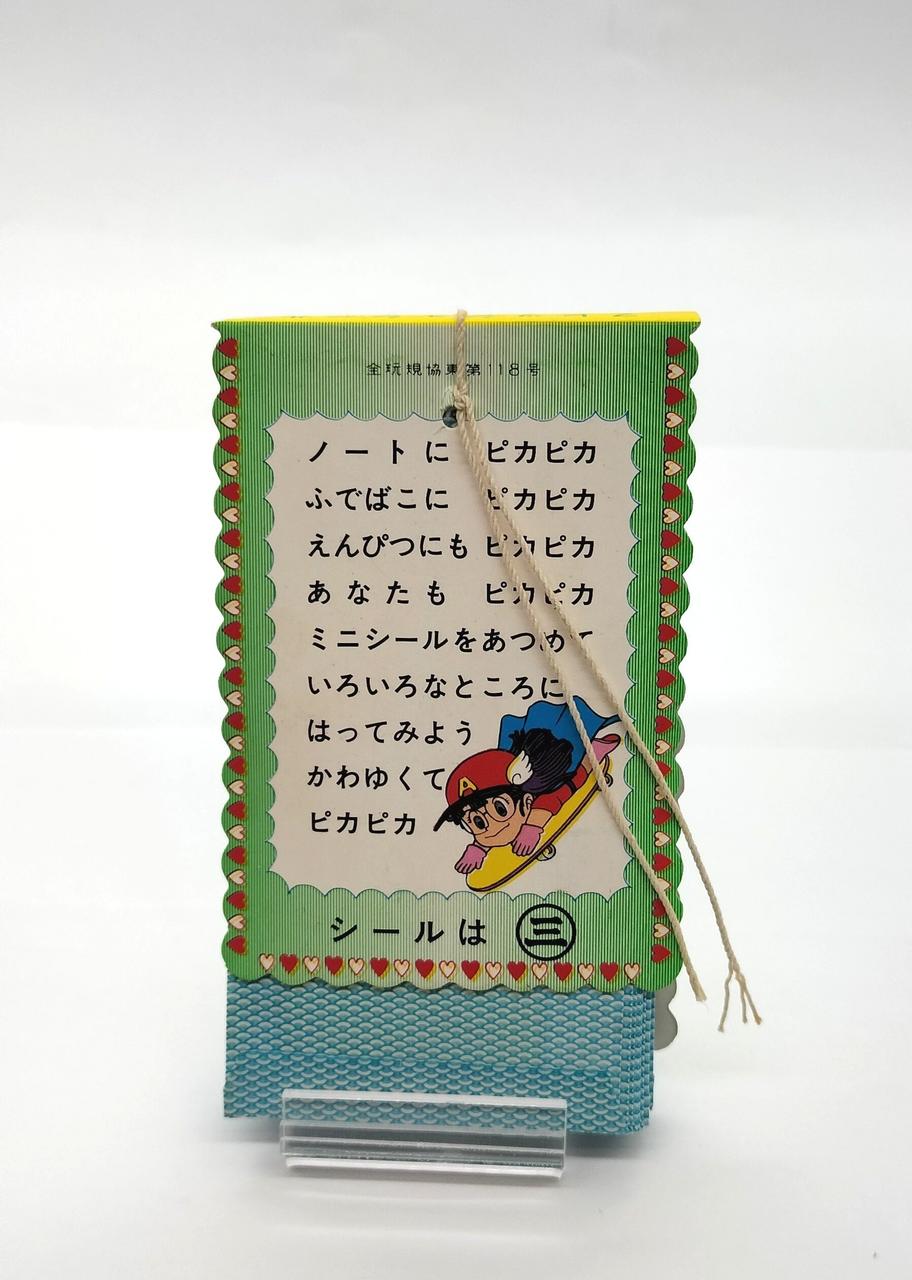 全玩規協東第118号
ノートに ピカピカ
ふでばこに ピカピカ
えんぴつにも ピカピカ
あなたも ピカピカ
ミニシールをあつめて
いろいろなところに
はってみよう
かわゆくて
ピカピカ
A
シールは ㊂